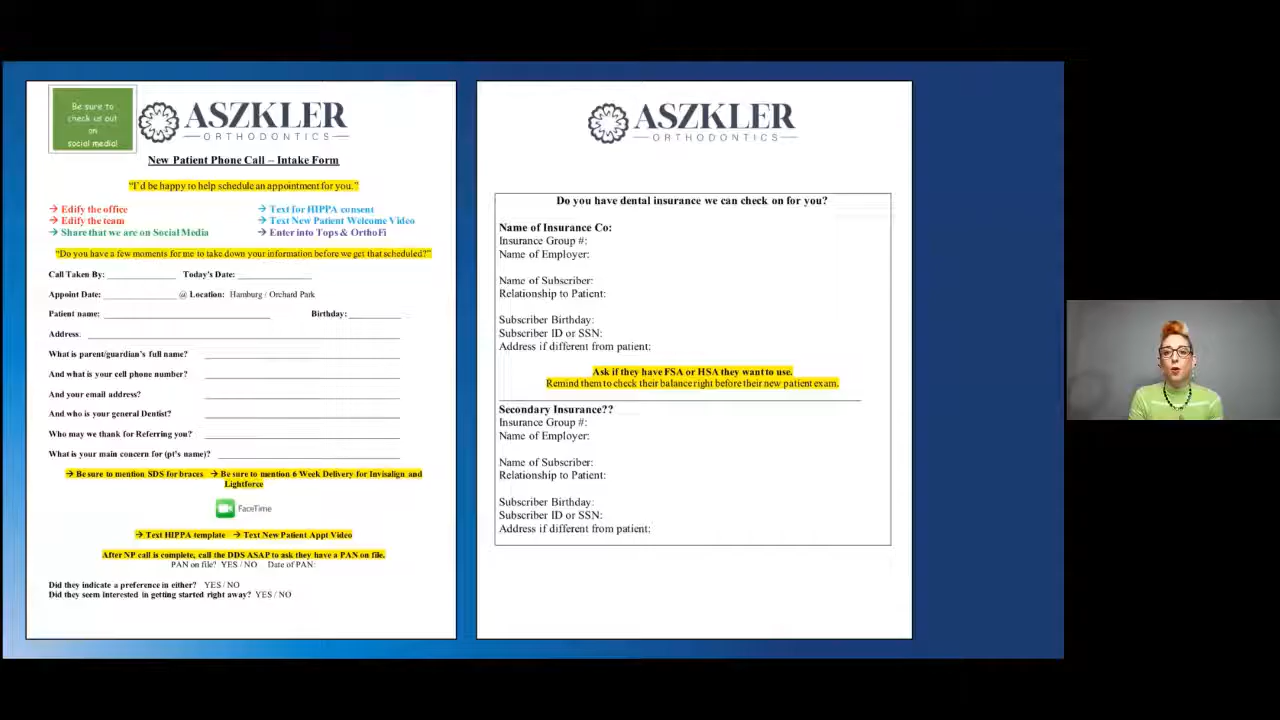 Be sure to
check us out
on
social media!
ASZKLER
ORTHODONTICS
New Patient Phone Call – Intake Form
"I'd be happy to help schedule an appointment for you."
→ Edify the office → Text for HIPPA consent
→ Edify the team → Text New Patient Welcome Video
→ Share that we are on Social Media → Enter into Tops & OrthoFi
"Do you have a few moments for me to take down your information before we get that scheduled?"
Call Taken By: ______________ Today's Date: ______________
Appoint Date: ______________ @ Location: Hamburg / Orchard Park
Patient name: ______________ Birthday: ______________
Address: ______________
What is parent/guardian's full name? ______________
And what is your cell phone number? ______________
And your email address? ______________
And who is your general Dentist? ______________
Who may we thank for Referring you? ______________
What is your main concern for (pt's name)? ______________
→ Be sure to mention SDS for braces → Be sure to mention 6 Week Delivery for Invisalign and
Lightforce
FaceTime
→ Text HIPPA template → Text New Patient Appt Video
After NP call is complete, call the DDS ASAP to ask they have a PAN on file.
PAN on file? YES / NO Date of PAN:
Did they indicate a preference in either? YES / NO
Did they seem interested in getting started right away? YES / NO
ASZKLER
ORTHODONTICS
Do you have dental insurance we can check on for you?
Name of Insurance Co:
Insurance Group #:
Name of Employer:
Name of Subscriber:
Relationship to Patient:
Subscriber Birthday:
Subscriber ID or SSN:
Address if different from patient:
Ask if they have FSA or HSA they want to use.
Remind them to check their balance right before their new patient exam.
Secondary Insurance??
Insurance Group #:
Name of Employer:
Name of Subscriber:
Relationship to Patient:
Subscriber Birthday:
Subscriber ID or SSN:
Address if different from patient: